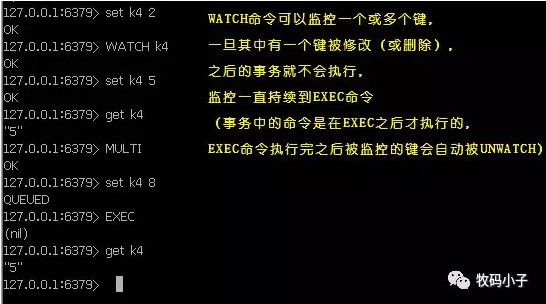 127.0.0.1:6379> set k4 2
OK
127.0.0.1:6379> WATCH k4
OK
127.0.0.1:6379> set k4 5
OK
127.0.0.1:6379> get k4
"5"
127.0.0.1:6379> MULTI
OK
127.0.0.1:6379> set k4 8
QUEUED
127.0.0.1:6379> EXEC
(nil)
127.0.0.1:6379> get k4
"5"
127.0.0.1:6379>
WATCH命令可以监控一个或多个键，
一旦其中有一个键被修改（或删除），
之后的事务就不会执行，
监控一直持续到EXEC命令
（事务中的命令是在EXEC之后才执行的，
EXEC命令执行完之后被监控的键会自动被UNWATCH)
牧码小子